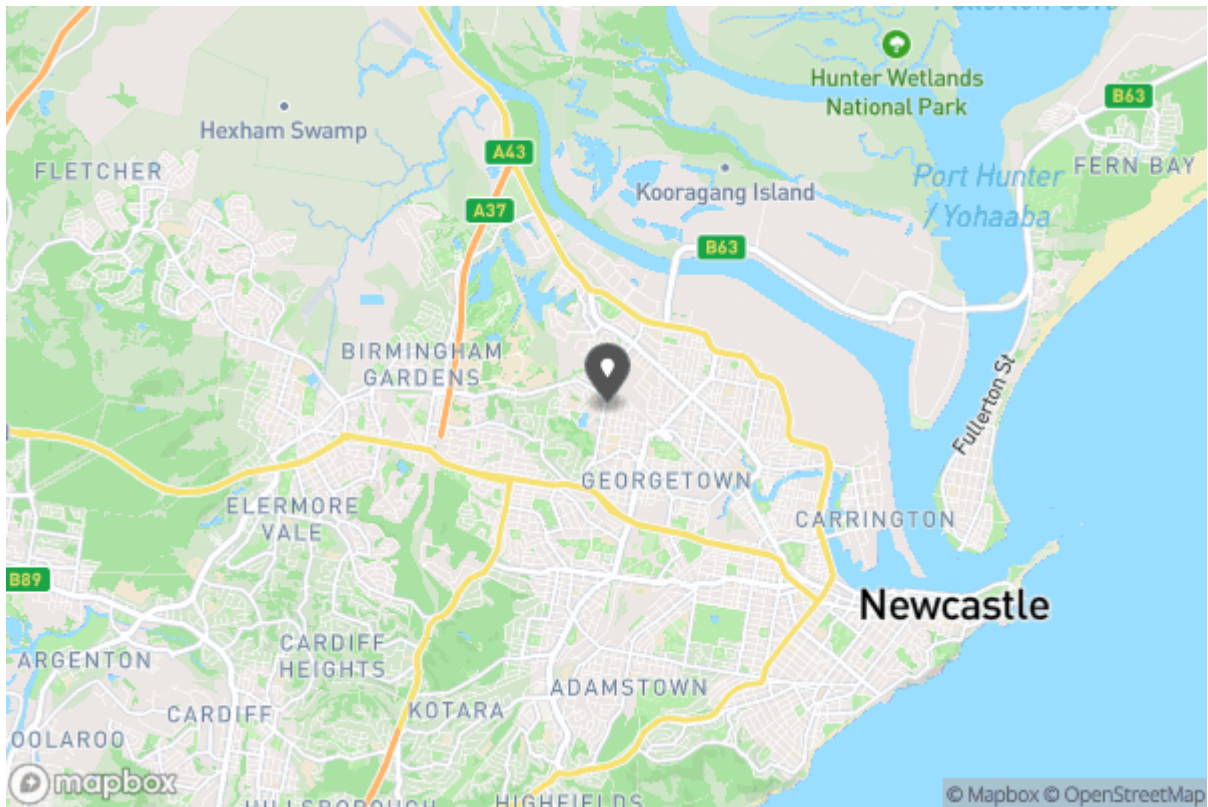 Hunter Wetlands
National Park
B63
Hexham Swamp
A43
FLETCHER
FERN BAY
Kooragang Island
Port Hunter
/ Yohaaba
A37
B63
BIRMINGHAM
GARDENS
Fullerton St
GEORGETOWN
ELERMORE
VALE
CARRINGTON
B89
Newcastle
CARDIFF
HEIGHTS
ARGENTON
ADAMSTOWN
KOTARA
CARDIFF
OOLAROO
mapbox
HIGHFIELDS
© Mapbox © OpenStreetMap